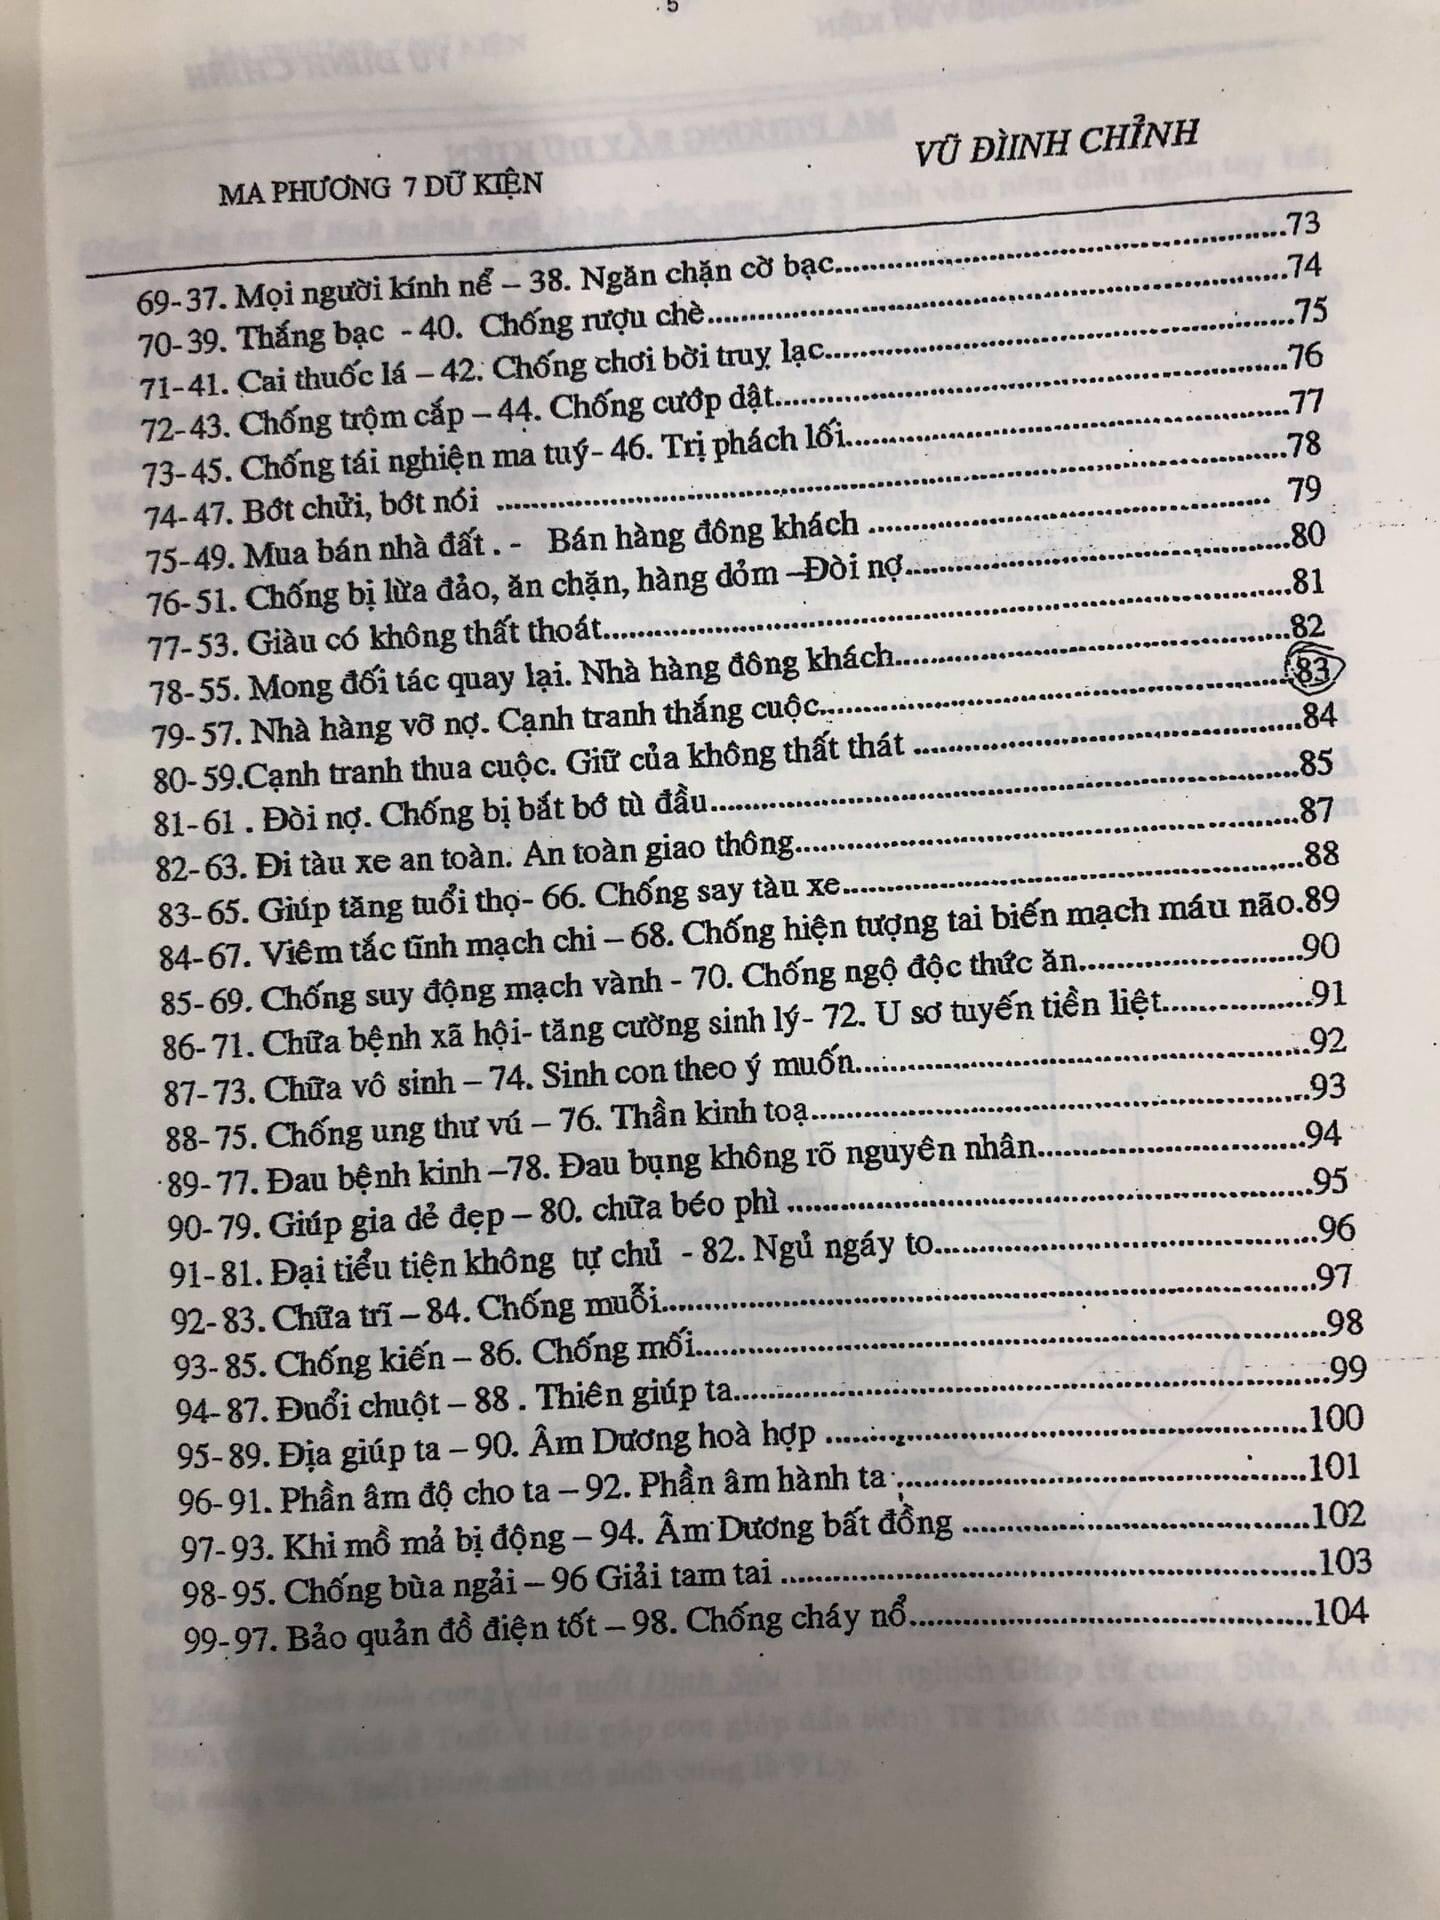 5
MA PHƯƠNG 7 DỮ KIỆN VŨ ĐÌINH CHỈNH
69-37. Mọi người kính nể – 38. Ngăn chặn cờ bạc...............73
70-39. Thắng bạc - 40. Chống rượu chè...............74
71-41. Cai thuốc lá – 42. Chống chơi bời truỵ lạc...............75
72-43. Chống trộm cắp – 44. Chống cướp dật...............76
73-45. Chống tái nghiện ma tuý- 46. Trị phách lối...............77
74-47. Bớt chửi, bớt nói ...............78
75-49. Mua bán nhà đất . - Bán hàng đông khách ............... 79
76-51. Chống bị lừa đảo, ăn chặn, hàng dỏm –Đòi nợ...............80
77-53. Giàu có không thất thoát...............81
78-55. Mong đối tác quay lại. Nhà hàng đông khách...............82
79-57. Nhà hàng vỡ nợ. Cạnh tranh thắng cuộc...............83
80-59.Cạnh tranh thua cuộc. Giữ của không thất thát ...............84
81-61 . Đòi nợ. Chống bị bắt bớ tù đầu...............85
82-63. Đi tàu xe an toàn. An toàn giao thông...............87
83-65. Giúp tăng tuổi thọ- 66. Chống say tàu xe...............88
84-67. Viêm tắc tĩnh mạch chi – 68. Chống hiện tượng tai biến mạch máu não.89
85-69. Chống suy động mạch vành - 70. Chống ngộ độc thức ăn...............90
86-71. Chữa bệnh xã hội- tăng cường sinh lý- 72. U sơ tuyến tiền liệt...............91
87-73. Chữa vô sinh – 74. Sinh con theo ý muốn...............92
88-75. Chống ung thư vú – 76. Thần kinh toạ...............93
89-77. Đau bệnh kinh –78. Đau bụng không rõ nguyên nhân...............94
90-79. Giúp gia dẻ đẹp – 80. chữa béo phì ...............95
91-81. Đại tiểu tiện không tự chủ - 82. Ngủ ngáy to...............96
92-83. Chữa trĩ – 84. Chống muỗi...............97
93-85. Chống kiến – 86. Chống mối...............98
94-87. Đuổi chuột – 88 . Thiên giúp ta...............99
95-89. Địa giúp ta – 90. Âm Dương hoà hợp ...............100
96-91. Phần âm độ cho ta – 92. Phần âm hành ta ...............101
97-93. Khi mồ mả bị động – 94. Âm Dương bất đồng ...............102
98-95. Chống bùa ngải – 96 Giải tam tai ...............103
99-97. Bảo quản đồ điện tốt – 98. Chống cháy nổ...............104